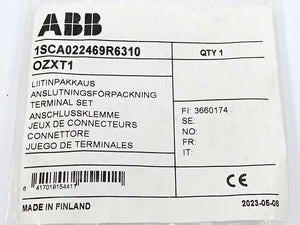 ABB
1SCA022469R6310
QTY 1
OZXT1
LIITINPAKKAUS
ANSLUTNINGSFÖRPACKNING
TERMINAL SET
ANSCHLUSSKLEMME
JEUX DE CONNECTEURS
CONNETTORE
JUEGO DE TERMINALES
FI: 3660174
SE:
NO:
FR:
IT:
6 417019 154411
CE
MADE IN FINLAND
2023-05-08